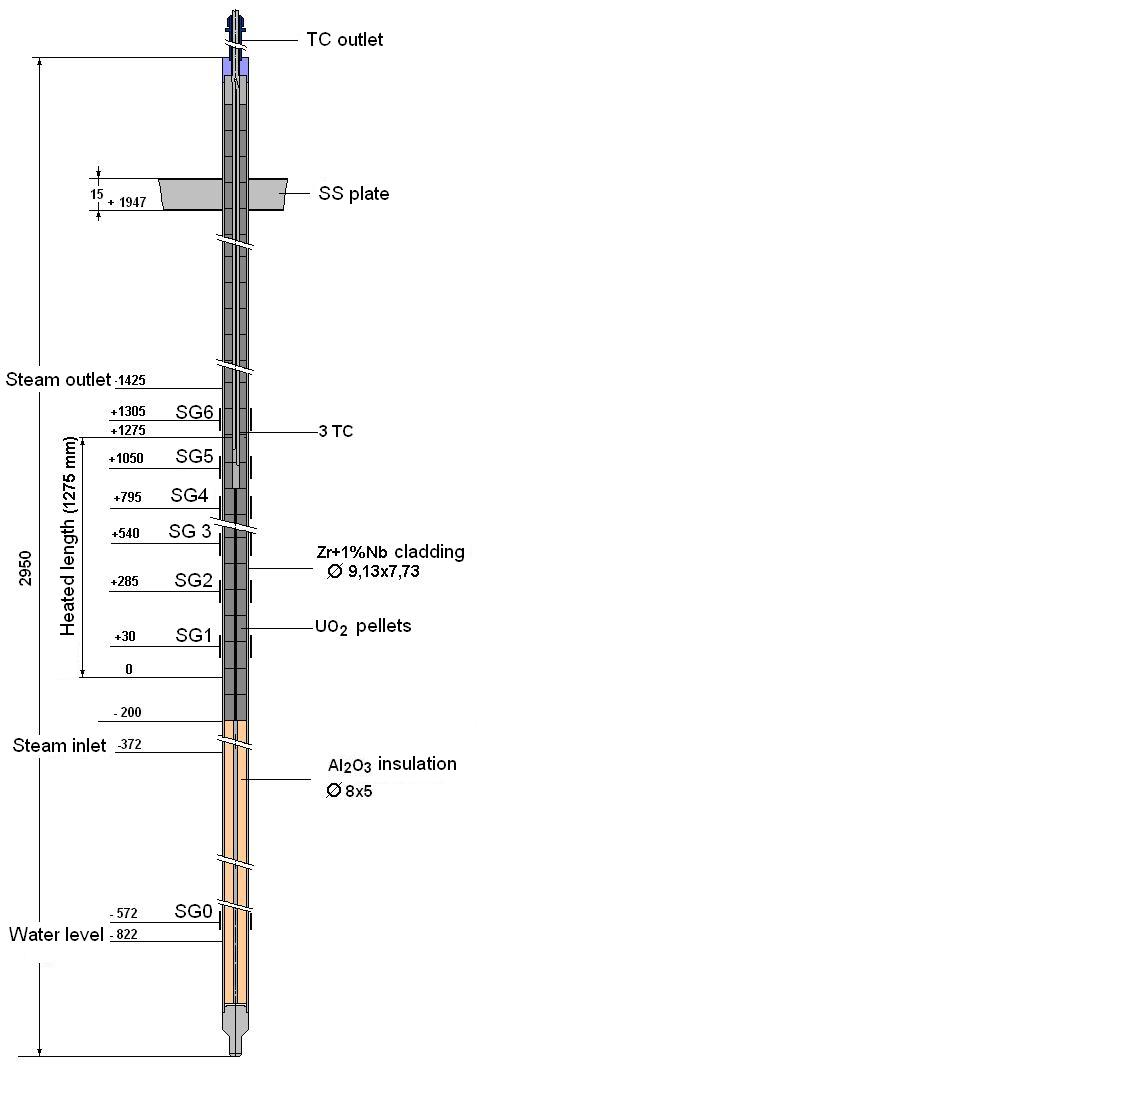 TC outlet
15
+ 1947
SS plate
Steam outlet -1425
+1305 SG6
+1275
3 TC
+1050 SG5
+795 SG4
+540 SG 3
Heated length (1275 mm)
2950
Zr+1%Nb cladding
Ø 9,13x7,73
+285 SG2
UO2 pellets
+30 SG1
0
- 200
Steam inlet -372
Al2O3 insulation
Ø 8x5
- 572 SG0
Water level - 822